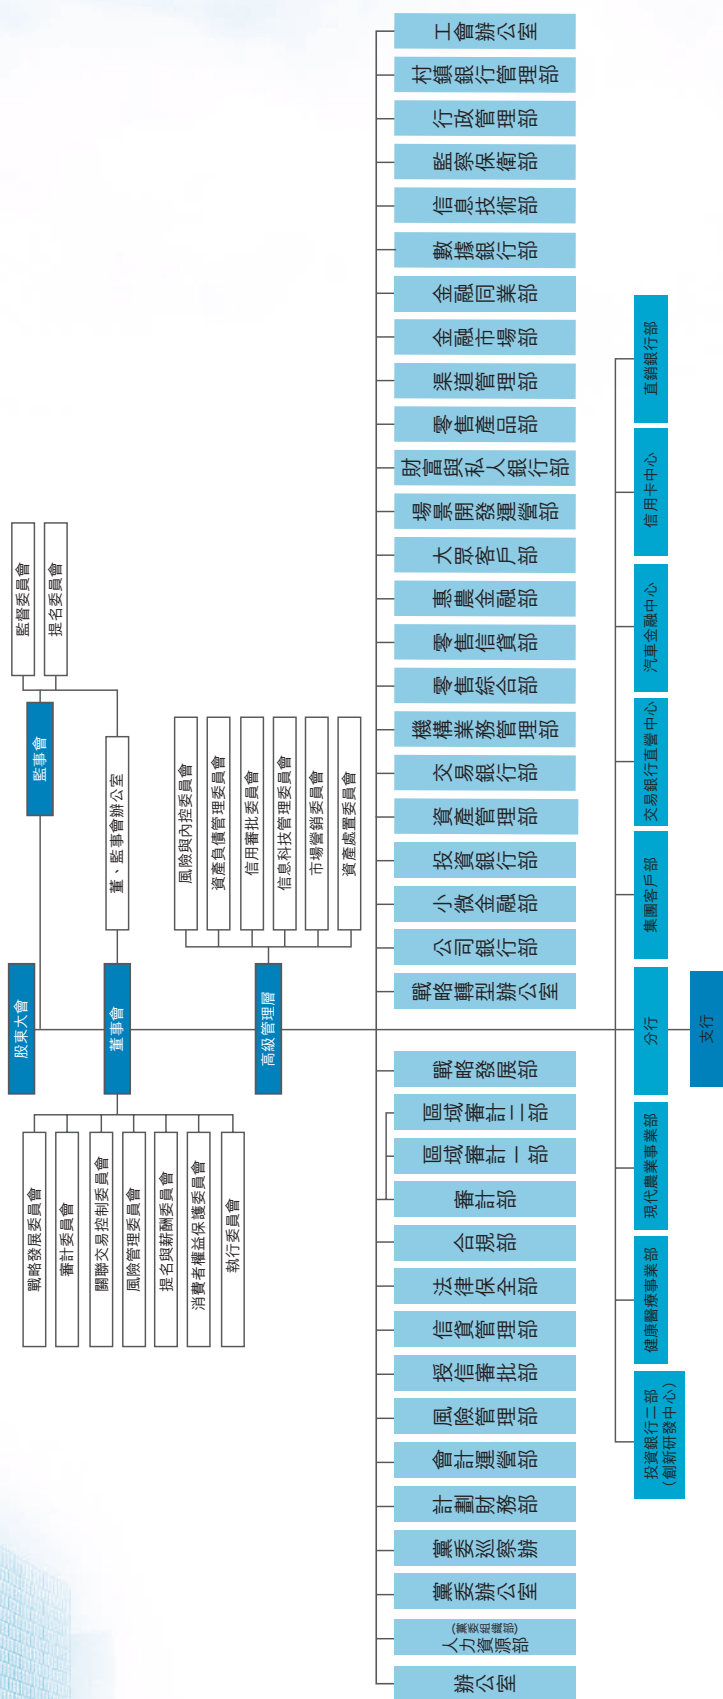 股東大會
監事會
監督委員會
提名委員會
董事會
董、監事會辦公室
戰略發展委員會
審計委員會
關聯交易控制委員會
風險管理委員會
提名與薪酬委員會
消費者權益保護委員會
執行委員會
高級管理層
風險與內控委員會
資產負債管理委員會
信用審批委員會
信息科技管理委員會
市場營銷委員會
資產處置委員會
辦公室
人力資源部
(黨委組織部)
黨委辦公室
黨委巡察辦
計劃財務部
會計運營部
風險管理部
授信審批部
信貸管理部
法律保全部
合規部
審計部
區域審計一部
區域審計二部
戰略發展部
戰略轉型辦公室
公司銀行部
小微金融部
投資銀行部
資產管理部
交易銀行部
機構業務管理部
零售綜合部
零售信貸部
惠農金融部
大眾客戶部
場景開發運營部
財富與私人銀行部
零售產品部
渠道管理部
金融市場部
金融同業部
數據銀行部
信息技術部
監察保衛部
行政管理部
村鎮銀行管理部
工會辦公室
投資銀行二部
(創新研發中心)
健康醫療事業部
現代農業事業部
分行
集團客戶部
交易銀行直營中心
汽車金融中心
信用卡中心
直銷銀行部
支行